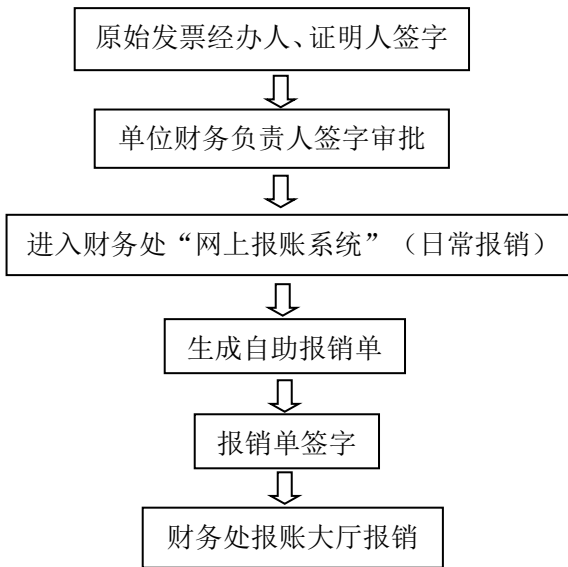 原始发票经办人、证明人签字
单位财务负责人签字审批
进入财务处“网上报账系统”（日常报销）
生成自助报销单
报销单签字
财务处报账大厅报销